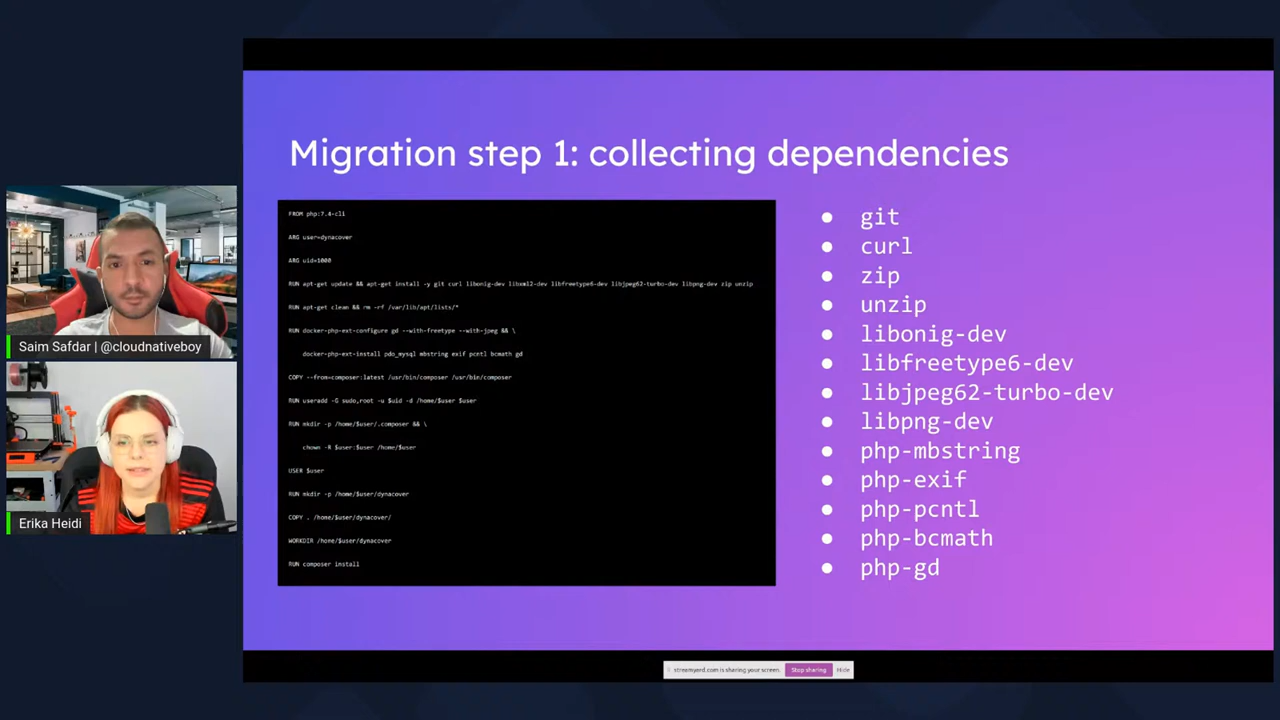 Migration step 1: collecting dependencies
FROM php:7.4-cli
ARG user=dynacover
ARG uid=1000
RUN apt-get update && apt-get install -y git curl libonig-dev libxml2-dev libfreetype6-dev libjpeg62-turbo-dev libpng-dev zip unzip
RUN apt-get clean && rm -rf /var/lib/apt/lists/*
RUN docker-php-ext-configure gd --with-freetype --with-jpeg && \
docker-php-ext-install pdo_mysql mbstring exif pcntl bcmath gd
COPY --from=composer:latest /usr/bin/composer /usr/bin/composer
RUN useradd -G sudo,root -u $uid -d /home/$user $user
RUN mkdir -p /home/$user/.composer && \
chown -R $user:$user /home/$user
USER $user
RUN mkdir -p /home/$user/dynacover
COPY . /home/$user/dynacover/
WORKDIR /home/$user/dynacover
RUN composer install
● git
● curl
● zip
● unzip
● libonig-dev
● libfreetype6-dev
● libjpeg62-turbo-dev
● libpng-dev
● php-mbstring
● php-exif
● php-pcntl
● php-bcmath
● php-gd
Saim Safdar | @cloudnativeboy
Erika Heidi
streamyard.com is sharing your screen.
Stop sharing
Hide